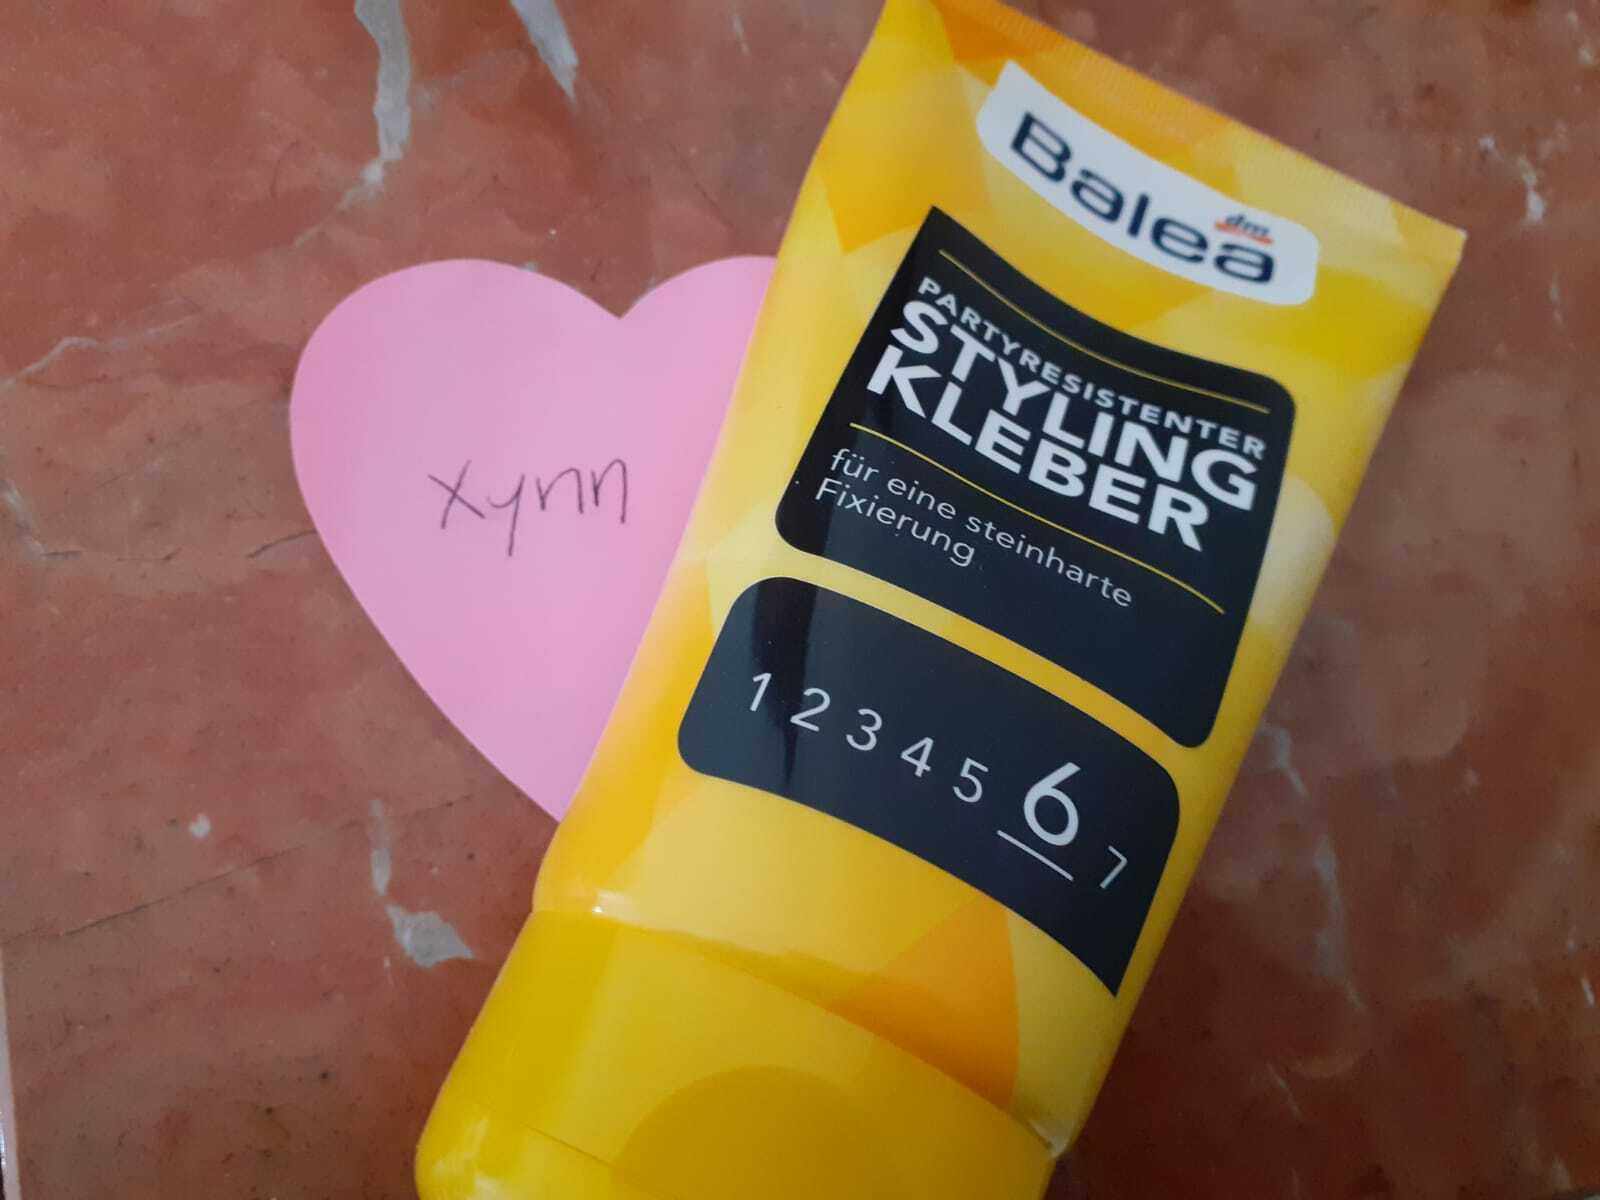 xynn
Balea
dm
PARTYRESISTENTER
STYLING
KLEBER
für eine steinharte
Fixierung
1 2 3 4 5 6 7